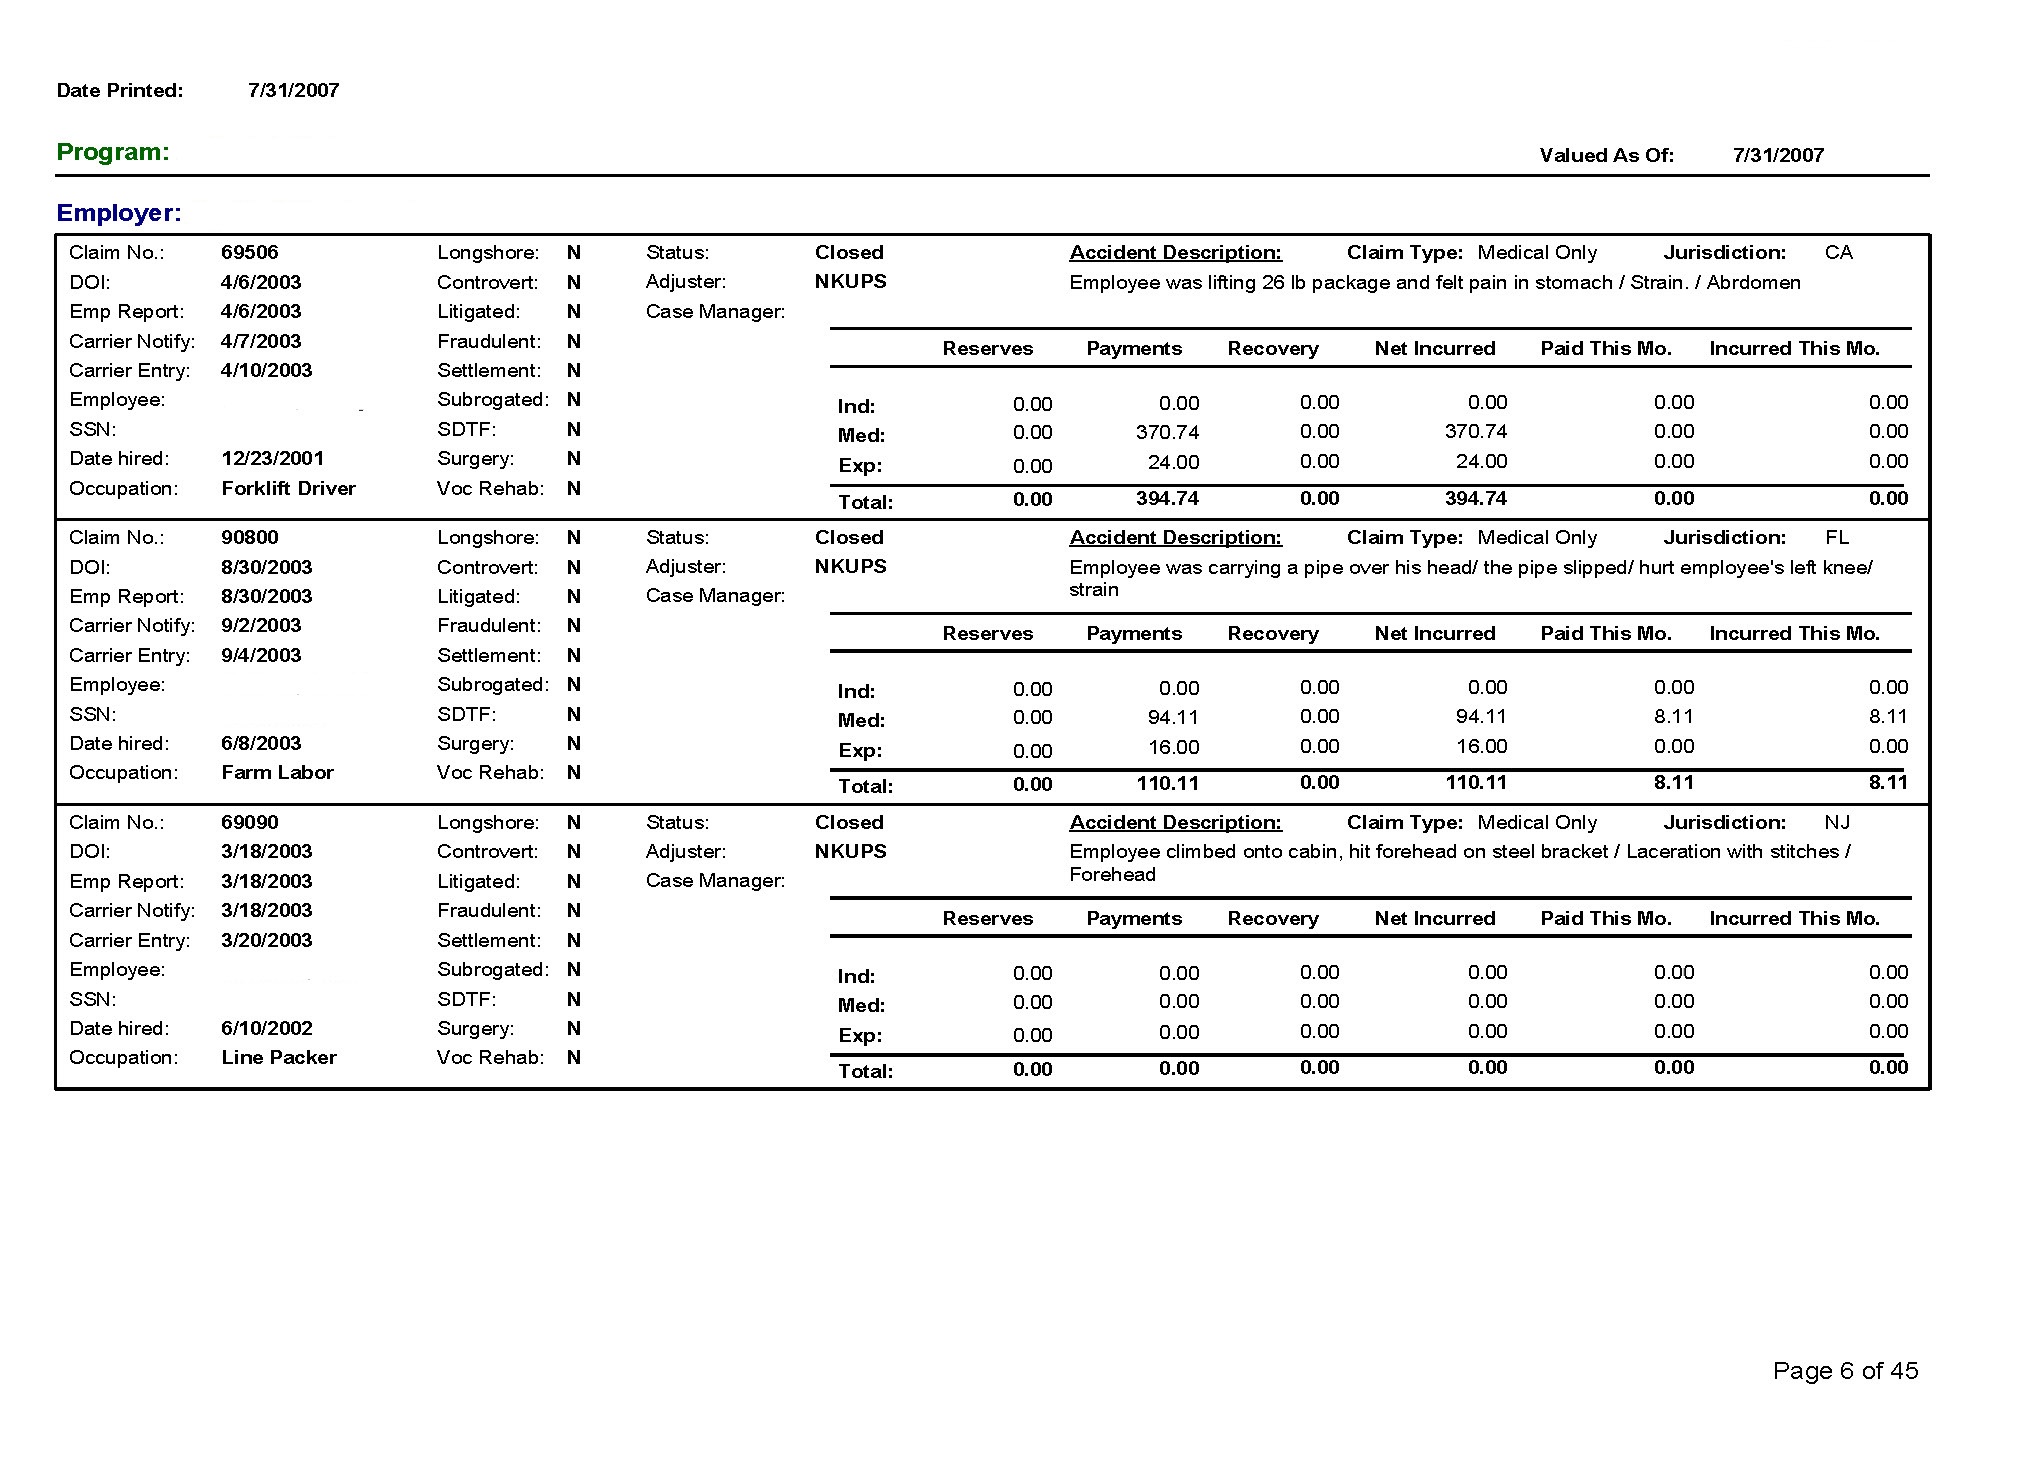 Date Printed: 7/31/2007
Program: Valued As Of: 7/31/2007
Employer:
Claim No.: 69506 Longshore: N Status: Closed Accident Description: Claim Type: Medical Only Jurisdiction: CA
DOI: 4/6/2003 Controvert: N Adjuster: NKUPS Employee was lifting 26 lb package and felt pain in stomach / Strain. / Abrdomen
Emp Report: 4/6/2003 Litigated: N Case Manager:
Carrier Notify: 4/7/2003 Fraudulent: N Reserves Payments Recovery Net Incurred Paid This Mo. Incurred This Mo.
Carrier Entry: 4/10/2003 Settlement: N
Employee: Subrogated: N Ind: 0.00 0.00 0.00 0.00 0.00 0.00
SSN: SDTF: N Med: 0.00 370.74 0.00 370.74 0.00 0.00
Date hired: 12/23/2001 Surgery: N Exp: 0.00 24.00 0.00 24.00 0.00 0.00
Occupation: Forklift Driver Voc Rehab: N Total: 0.00 394.74 0.00 394.74 0.00 0.00
Claim No.: 90800 Longshore: N Status: Closed Accident Description: Claim Type: Medical Only Jurisdiction: FL
DOI: 8/30/2003 Controvert: N Adjuster: NKUPS Employee was carrying a pipe over his head/ the pipe slipped/ hurt employee's left knee/
Emp Report: 8/30/2003 Litigated: N Case Manager: strain
Carrier Notify: 9/2/2003 Fraudulent: N Reserves Payments Recovery Net Incurred Paid This Mo. Incurred This Mo.
Carrier Entry: 9/4/2003 Settlement: N
Employee: Subrogated: N Ind: 0.00 0.00 0.00 0.00 0.00 0.00
SSN: SDTF: N Med: 0.00 94.11 0.00 94.11 8.11 8.11
Date hired: 6/8/2003 Surgery: N Exp: 0.00 16.00 0.00 16.00 0.00 0.00
Occupation: Farm Labor Voc Rehab: N Total: 0.00 110.11 0.00 110.11 8.11 8.11
Claim No.: 69090 Longshore: N Status: Closed Accident Description: Claim Type: Medical Only Jurisdiction: NJ
DOI: 3/18/2003 Controvert: N Adjuster: NKUPS Employee climbed onto cabin, hit forehead on steel bracket / Laceration with stitches /
Emp Report: 3/18/2003 Litigated: N Case Manager: Forehead
Carrier Notify: 3/18/2003 Fraudulent: N Reserves Payments Recovery Net Incurred Paid This Mo. Incurred This Mo.
Carrier Entry: 3/20/2003 Settlement: N
Employee: Subrogated: N Ind: 0.00 0.00 0.00 0.00 0.00 0.00
SSN: SDTF: N Med: 0.00 0.00 0.00 0.00 0.00 0.00
Date hired: 6/10/2002 Surgery: N Exp: 0.00 0.00 0.00 0.00 0.00 0.00
Occupation: Line Packer Voc Rehab: N Total: 0.00 0.00 0.00 0.00 0.00 0.00
Page 6 of 45